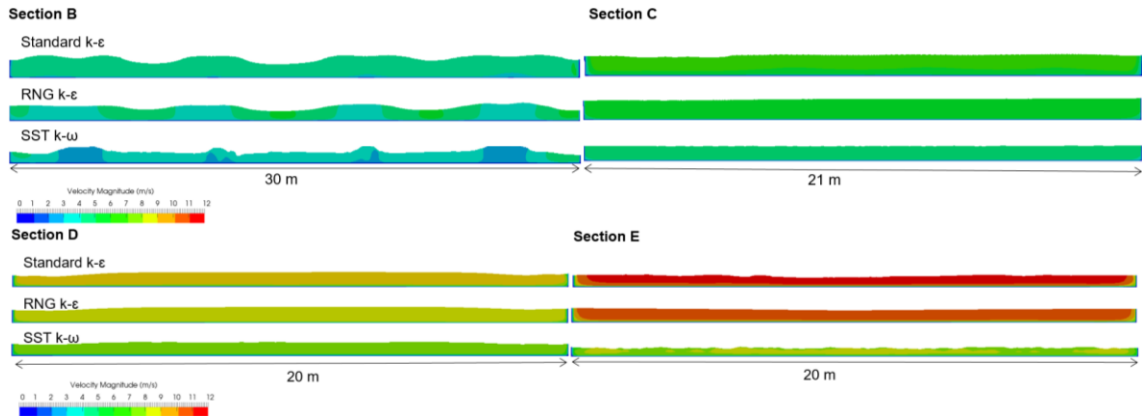 Section B
Section C
Standard k-ε
RNG k-ε
SST k-ω
30 m
21 m
Velocity Magnitude (m/s)
0 1 2 3 4 5 6 7 8 9 10 11 12
Section D
Section E
Standard k-ε
RNG k-ε
SST k-ω
20 m
20 m
Velocity Magnitude (m/s)
0 1 2 3 4 5 6 7 8 9 10 11 12